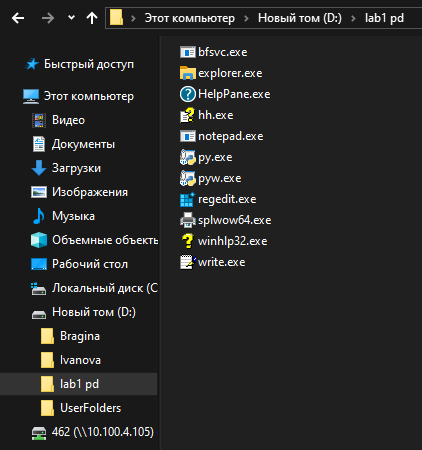 Этот компьютер > Новый том (D:) > lab1 pd
Быстрый доступ
Этот компьютер
Видео
Документы
Загрузки
Изображения
Музыка
Объемные объекть
Рабочий стол
Локальный диск (С
Новый том (D:)
Bragina
Ivanova
lab1 pd
UserFolders
462 (\\10.100.4.105)
bfsvc.exe
explorer.exe
HelpPane.exe
hh.exe
notepad.exe
py.exe
pyw.exe
regedit.exe
splwow64.exe
winhlp32.exe
write.exe